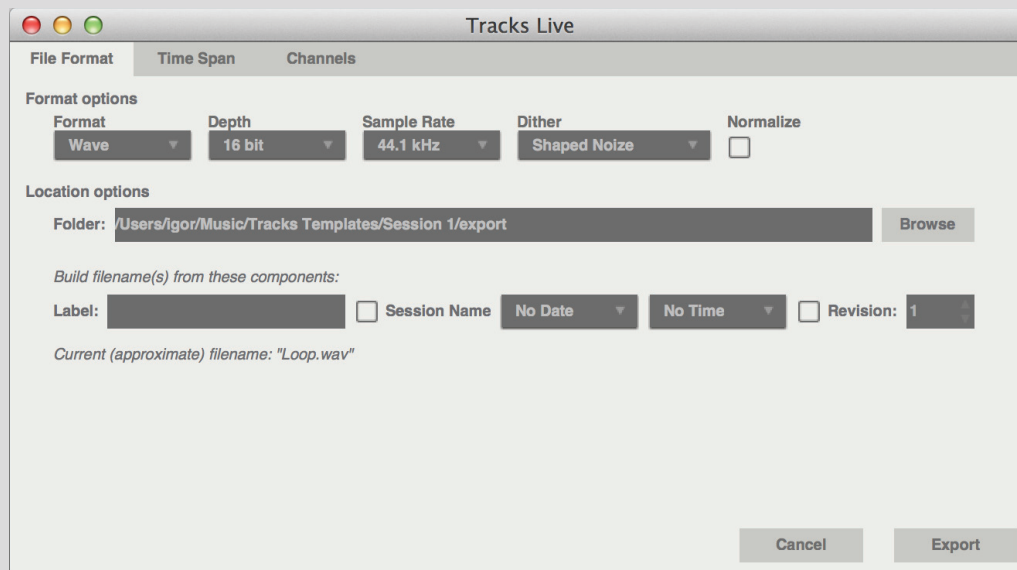 Tracks Live
File Format Time Span Channels
Format options
Format Depth Sample Rate Dither Normalize
Wave 16 bit 44.1 kHz Shaped Noize
Location options
Folder: /Users/igor/Music/Tracks Templates/Session 1/export Browse
Build filename(s) from these components:
Label: Session Name No Date No Time Revision: 1
Current (approximate) filename: "Loop.wav"
Cancel Export